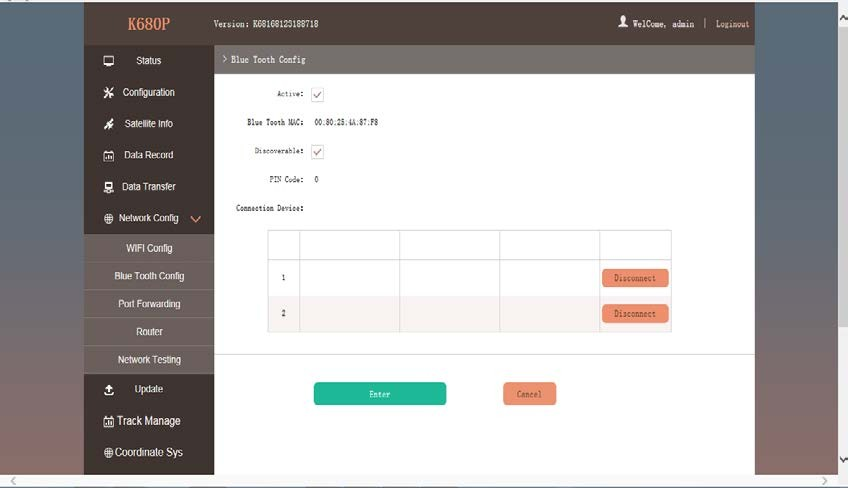 K680P
Version: K68168123188718
WelCome, admin | Loginout
Status
Configuration
Satellite Info
Data Record
Data Transfer
Network Config
WIFI Config
Blue Tooth Config
Port Forwarding
Router
Network Testing
Update
Track Manage
Coordinate Sys
> Blue Tooth Config
Active:
Blue Tooth MAC: 00:80:25:4A:87:F8
Discoverable:
PIN Code: 0
Connection Device:
1 Disconnect
2 Disconnect
Enter Cancel